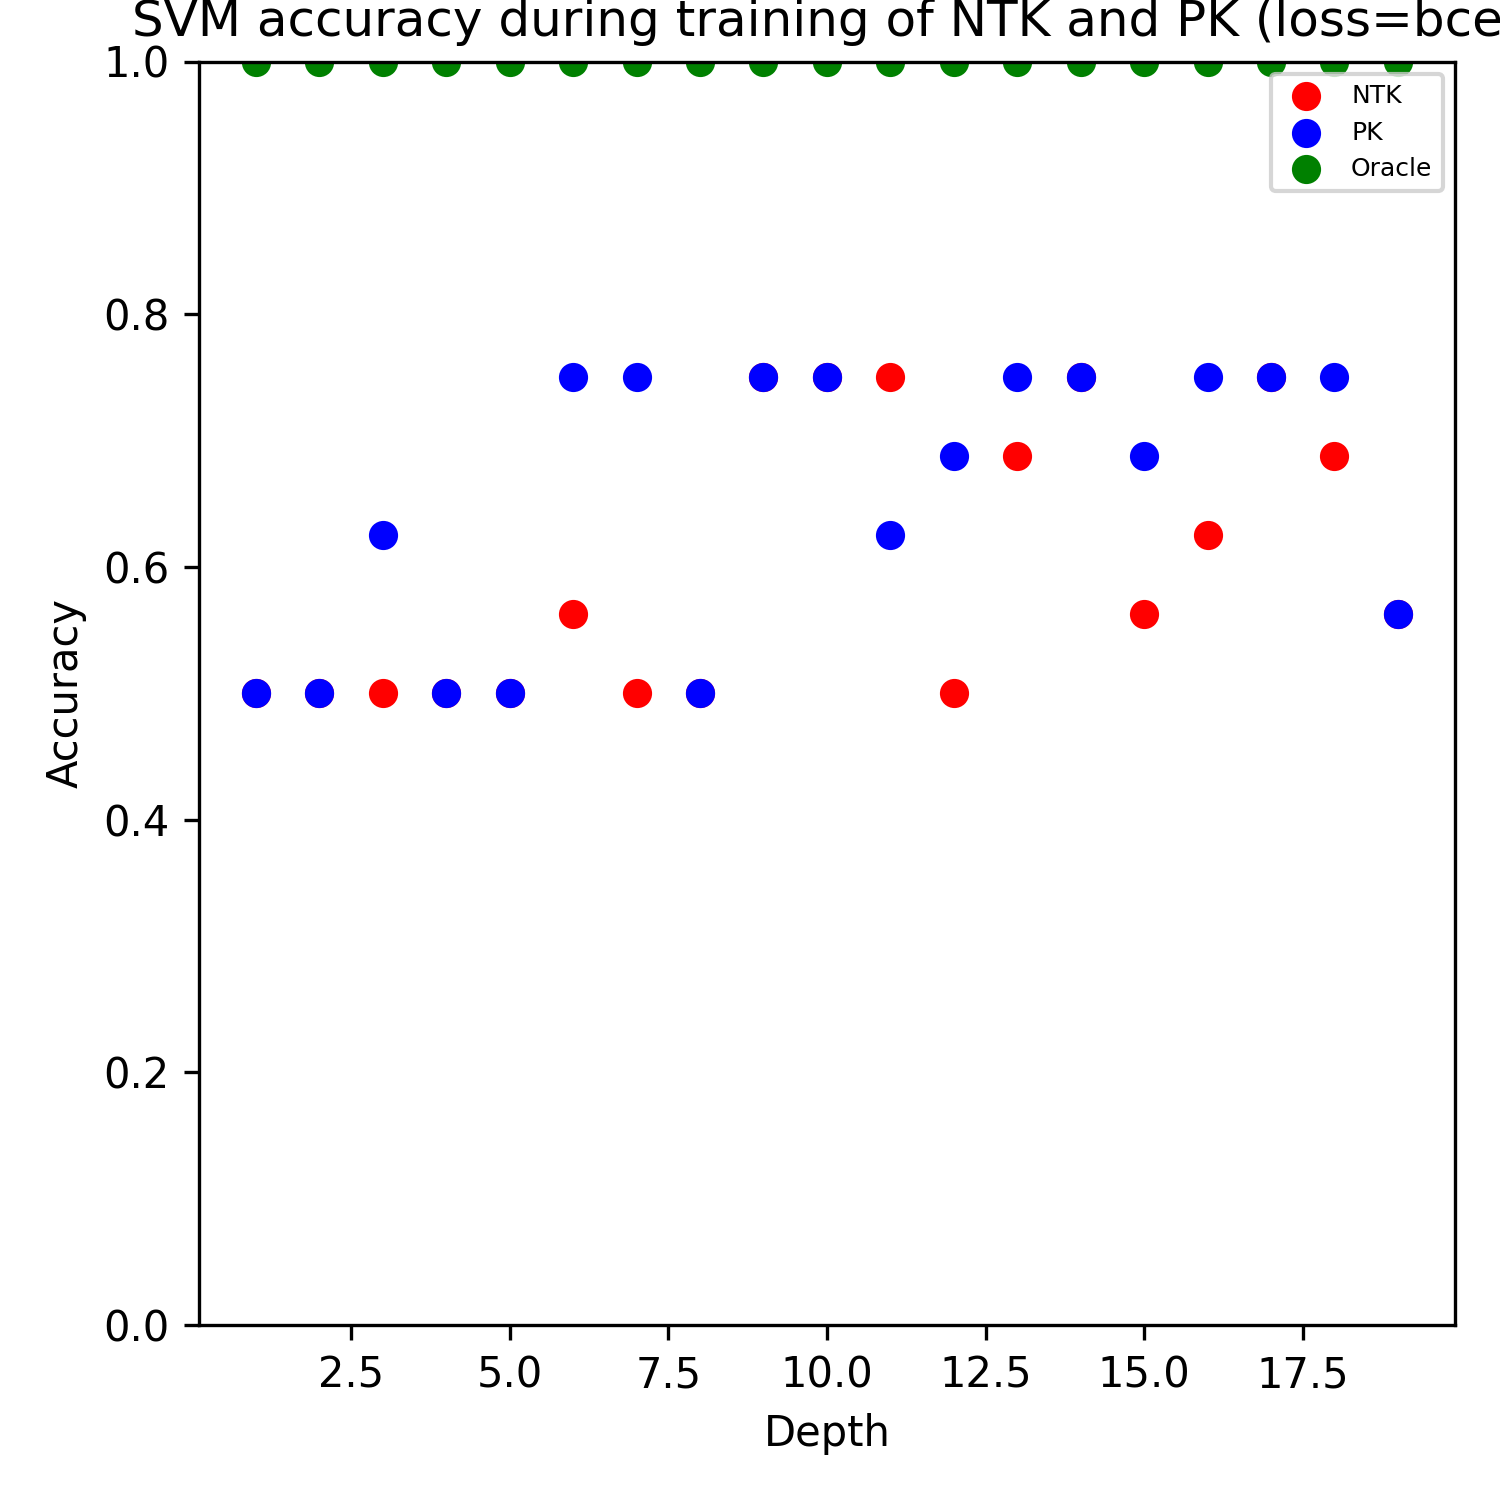 SVM accuracy during training of NTK and PK (loss=bce
1.0
0.8
0.6
0.4
0.2
0.0
Accuracy
NTK
PK
Oracle
2.5 5.0 7.5 10.0 12.5 15.0 17.5
Depth